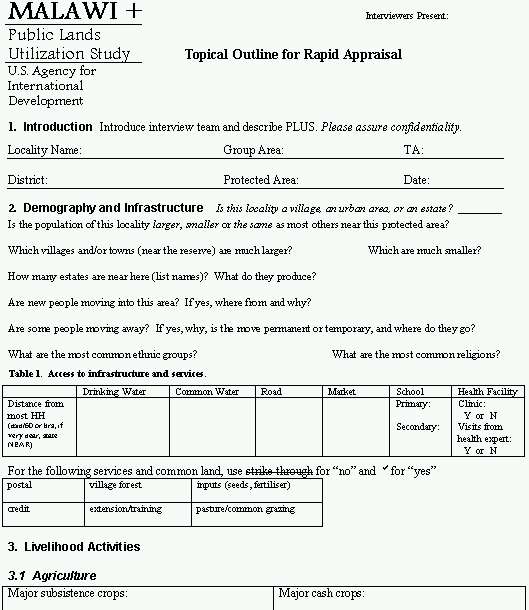 MALAWI +
Interviewers Present:
Public Lands
Utilization Study
Topical Outline for Rapid Appraisal
U.S. Agency for
International
Development
1. Introduction Introduce interview team and describe PLUS. Please assure confidentiality.
Locality Name: Group Area: TA:
District: Protected Area: Date:
2. Demography and Infrastructure Is this locality a village, an urban area, or an estate? ________
Is the population of this locality larger, smaller or the same as most others near this protected area?
Which villages and/or towns (near the reserve) are much larger? Which are much smaller?
How many estates are near here (list names)? What do they produce?
Are new people moving into this area? If yes, where from and why?
Are some people moving away? If yes, why, is the move permanent or temporary, and where do they go?
What are the most common ethnic groups? What are the most common religions?
Table 1. Access to infrastructure and services.
Drinking Water Common Water Road Market School Health Facility
Distance from Primary: Clinic:
most HH Y or N
if Secondary: Visits from
very near, state health expert:
NEAR) Y or N
For the following services and common land, use strike through for “no” and ✓ for “yes”
postal village forest inputs (seeds, fertiliser)
credit extension/training pasture/common grazing
3. Livelihood Activities
3.1 Agriculture
Major subsistence crops: Major cash crops: